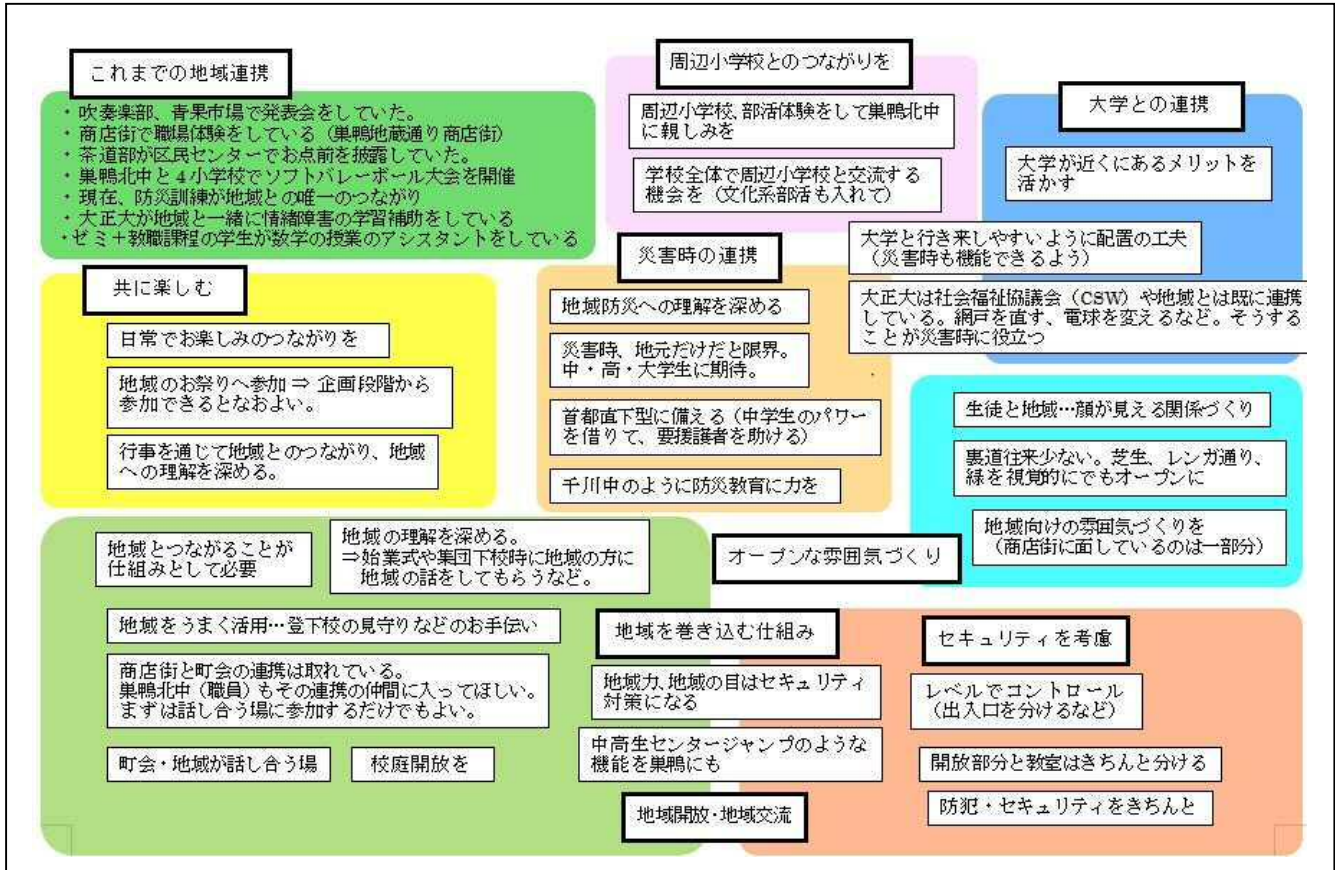 これまでの地域連携
・吹奏楽部、青果市場で発表会をしていた。
・商店街で職場体験をしている（巣鴨地蔵通り商店街）
・茶道部が区民センターでお点前を披露していた。
・巣鴨北中と４小学校でソフトバレーボール大会を開催
・現在、防災訓練が地域との唯一のつながり
・大正大が地域と一緒に情緒障害の学習補助をしている
・ゼミ＋教職課程の学生が数学の授業のアシスタントをしている
周辺小学校とのつながりを
周辺小学校、部活体験をして巣鴨北中
に親しみを
学校全体で周辺小学校と交流する
機会を（文化系部活も入れて）
大学との連携
大学が近くにあるメリットを
活かす
大学と行き来しやすいように配置の工夫
（災害時も機能できるよう）
大正大は社会福祉協議会（CSW）や地域とは既に連携
している。網戸を直す、電球を変えるなど。そうする
ことが災害時に役立つ
共に楽しむ
日常でお楽しみのつながりを
地域のお祭りへ参加⇒企画段階から
参加できるとなおよい。
行事を通じて地域とのつながり、地域
への理解を深める。
災害時の連携
地域防災への理解を深める
災害時、地元だけだと限界。
中・高・大学生に期待。
首都直下型に備える（中学生のパワー
を借りて、要援護者を助ける）
千川中のように防災教育に力を
生徒と地域…顔が見える関係づくり
裏道往来少ない。芝生、レンガ通り、
緑を視覚的にでもオープンに
地域向けの雰囲気づくりを
（商店街に面しているのは一部分）
オープンな雰囲気づくり
地域とつながることが
仕組みとして必要
地域の理解を深める。
⇒始業式や集団下校時に地域の方に
地域の話をしてもらうなど。
地域をうまく活用…登下校の見守りなどのお手伝い
商店街と町会の連携は取れている。
巣鴨北中（職員）もその連携の仲間に入ってほしい。
まずは話し合う場に参加するだけでもよい。
町会・地域が話し合う場
校庭開放を
地域を巻き込む仕組み
地域力、地域の目はセキュリティ
対策になる
中高生センタージャンプのような
機能を巣鴨にも
地域開放・地域交流
セキュリティを考慮
レベルでコントロール
（出入口を分けるなど）
開放部分と教室はきちんと分ける
防犯・セキュリティをきちんと